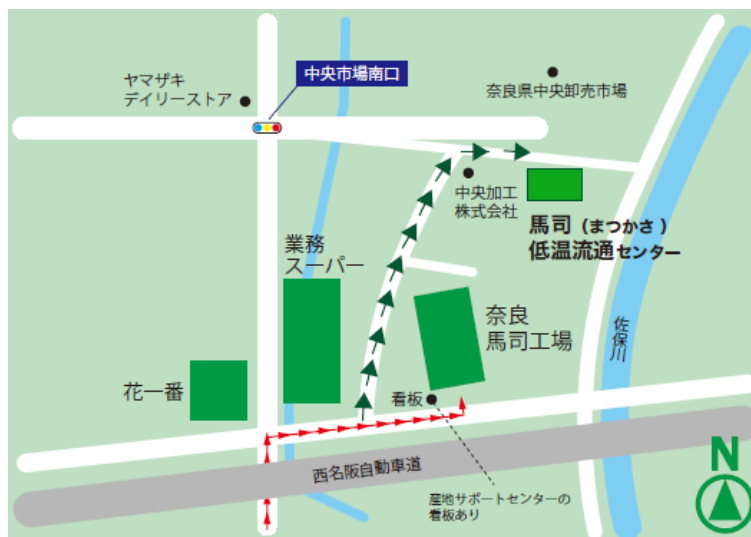 中央市場南口
ヤマザキ
デイリーストア
奈良県中央卸売市場
中央加工
株式会社
馬司（まつかさ）
低温流通センター
業務
スーパー
奈良
馬司工場
佐保川
花一番
看板
西名阪自動車道
産地サポートセンターの
看板あり
N